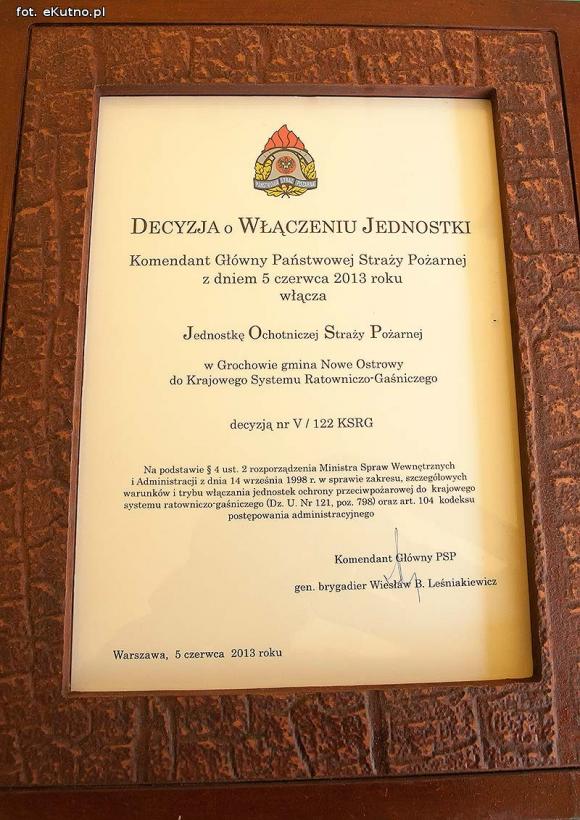 fot. eKutno.pl
PAŃSTWOWA STRAŻ POŻARNA
DECYZJA O WŁĄCZENIU JEDNOSTKI
Komendant Główny Państwowej Straży Pożarnej
z dniem 5 czerwca 2013 roku
włącza
Jednostkę Ochotniczej Straży Pożarnej
w Grochowie gmina Nowe Ostrowy
do Krajowego Systemu Ratowniczo-Gaśniczego
decyzją nr V / 122 KSRG
Na podstawie § 4 ust. 2 rozporządzenia Ministra Spraw Wewnętrznych
i Administracji z dnia 14 września 1998 r. w sprawie zakresu, szczegółowych
warunków i trybu włączania jednostek ochrony przeciwpożarowej do krajowego
systemu ratowniczo-gaśniczego (Dz. U. Nr 121, poz. 798) oraz art. 104 kodeksu
postępowania administracyjnego
Komendant Główny PSP
gen. brygadier Wiesław B. Leśniakiewicz
Warszawa, 5 czerwca 2013 roku